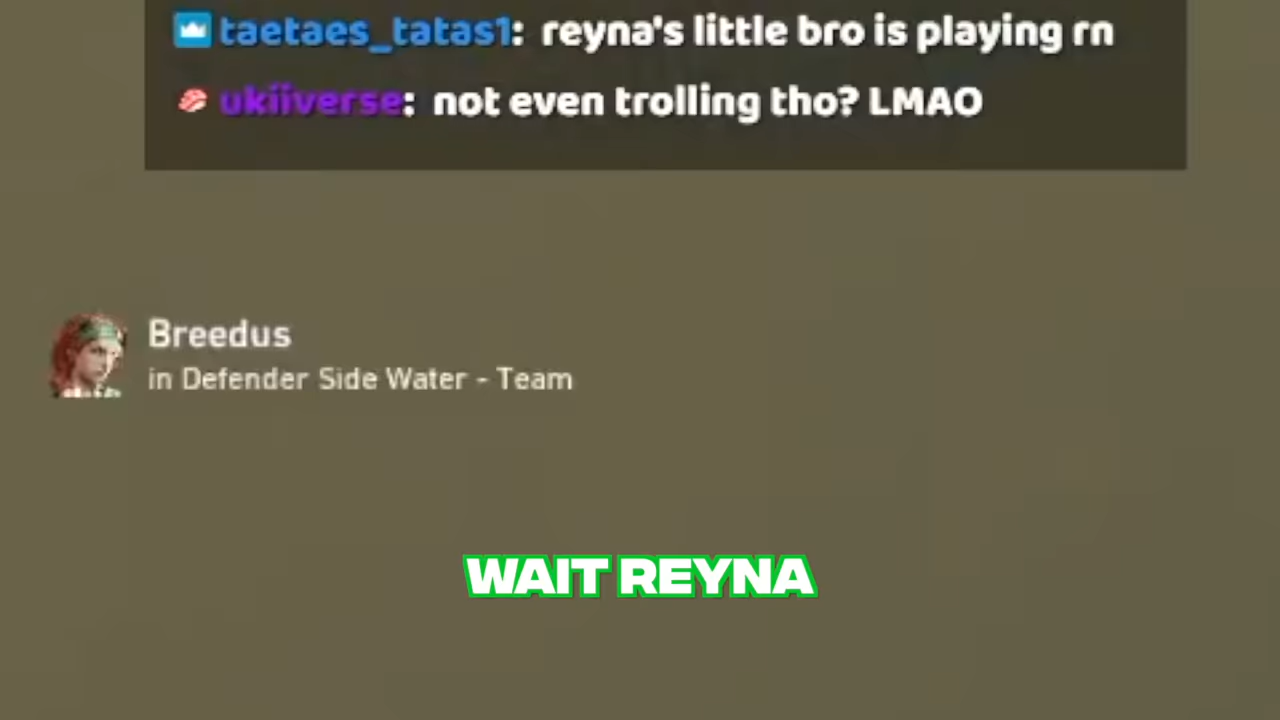 taetaes_tatas1: reyna's little bro is playing rn
ukiiverse: not even trolling tho? LMAO
Breedus
in Defender Side Water - Team
WAIT REYNA